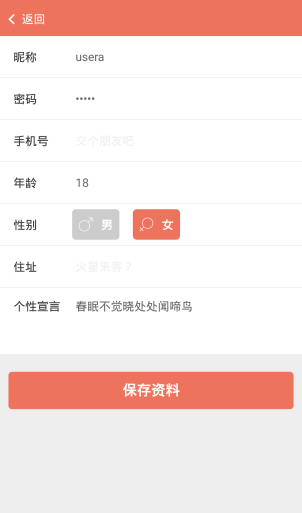 返回
昵称 usera
密码 •••••
手机号 交个朋友吧
年龄 18
性别 男 女
住址 火星来客？
个性宣言 春眠不觉晓处处闻啼鸟
保存资料